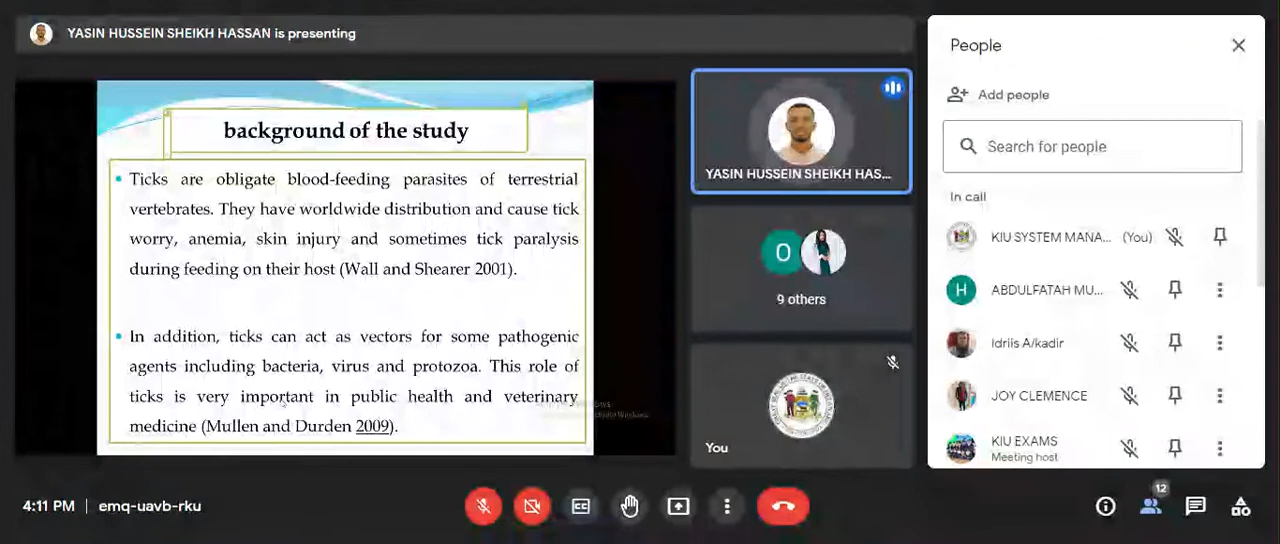 YASIN HUSSEIN SHEIKH HASSAN is presenting
background of the study
Ticks are obligate blood-feeding parasites of terrestrial
vertebrates. They have worldwide distribution and cause tick
worry, anemia, skin injury and sometimes tick paralysis
during feeding on their host (Wall and Shearer 2001).
In addition, ticks can act as vectors for some pathogenic
agents including bacteria, virus and protozoa. This role of
ticks is very important in public health and veterinary
medicine (Mullen and Durden 2009).
YASIN HUSSEIN SHEIKH HAS...
O
9 others
You
People
Add people
Search for people
In call
KIU SYSTEM MANA... (You)
H
ABDULFATAH MU...
Idriis A/kadir
JOY CLEMENCE
KIU EXAMS
Meeting host
4:11 PM | emq-uavb-rku
CC
12